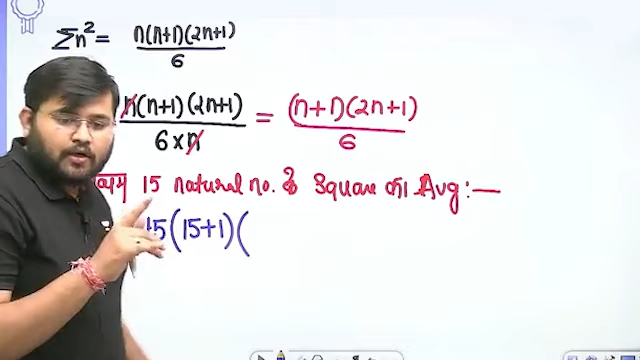 Σn² = n(n+1)(2n+1)/6
n(n+1)(2n+1)/6×n = (n+1)(2n+1)/6
15 natural no. के Square का Avg:—
15(15+1)(